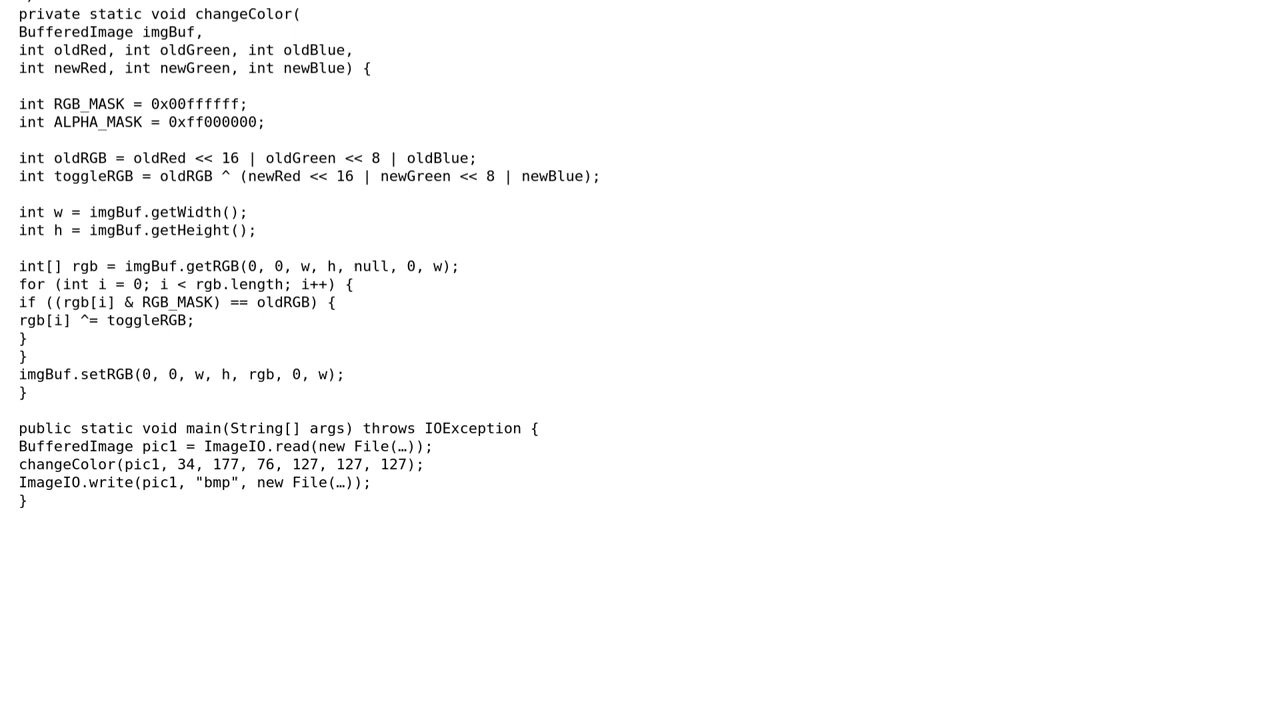 private static void changeColor(
BufferedImage imgBuf,
int oldRed, int oldGreen, int oldBlue,
int newRed, int newGreen, int newBlue) {
int RGB_MASK = 0x00ffffff;
int ALPHA_MASK = 0xff000000;
int oldRGB = oldRed << 16 | oldGreen << 8 | oldBlue;
int toggleRGB = oldRGB ^ (newRed << 16 | newGreen << 8 | newBlue);
int w = imgBuf.getWidth();
int h = imgBuf.getHeight();
int[] rgb = imgBuf.getRGB(0, 0, w, h, null, 0, w);
for (int i = 0; i < rgb.length; i++) {
if ((rgb[i] & RGB_MASK) == oldRGB) {
rgb[i] ^= toggleRGB;
}
}
imgBuf.setRGB(0, 0, w, h, rgb, 0, w);
}
public static void main(String[] args) throws IOException {
BufferedImage pic1 = ImageIO.read(new File(…));
changeColor(pic1, 34, 177, 76, 127, 127, 127);
ImageIO.write(pic1, "bmp", new File(…));
}